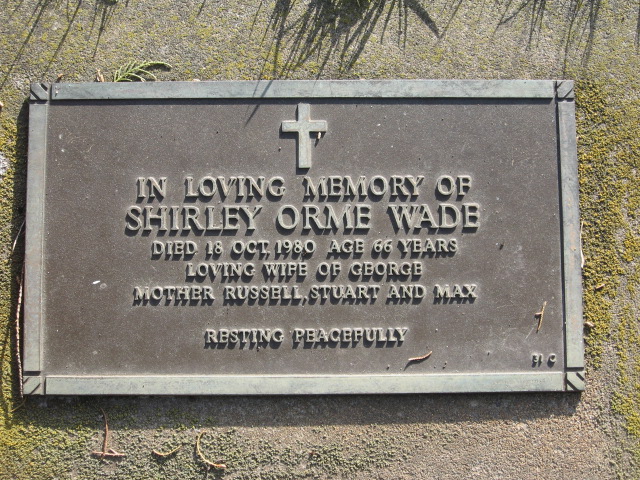 IN LOVING MEMORY OF
SHIRLEY ORME WADE
DIED 18 OCT, 1980 AGE 66 YEARS
LOVING WIFE OF GEORGE
MOTHER RUSSELL, STUART AND MAX
RESTING PEACEFULLY